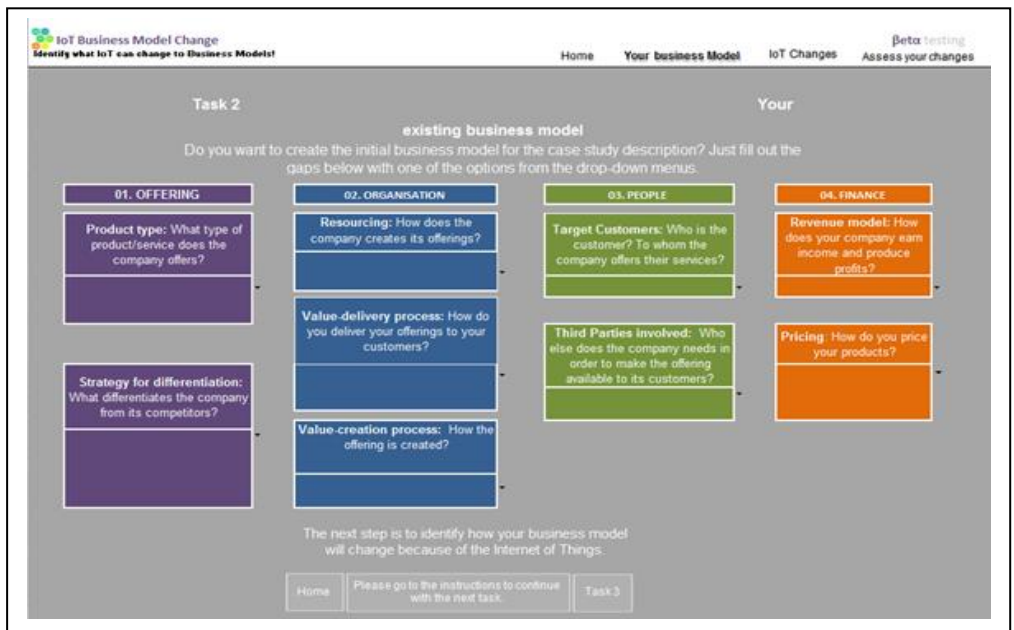 IoT Business Model Change
Identify what IoT can change to Business Models!
Home
Your business Model
IoT Changes
βeta testing
Assess your changes
Task 2
Your
existing business model
Do you want to create the initial business model for the case study description? Just fill out the
gaps below with one of the options from the drop-down menus.
01. OFFERING
Product type: What type of
product/service does the
company offers?
Strategy for differentiation:
What differentiates the company
from its competitors?
02. ORGANISATION
Resourcing: How does the
company creates its offerings?
Value-delivery process: How do
you deliver your offerings to your
customers?
Value-creation process: How the
offering is created?
03. PEOPLE
Target Customers: Who is the
customer? To whom the
company offers their services?
Third Parties involved: Who
else does the company needs in
order to make the offering
available to its customers?
04. FINANCE
Revenue model: How
does your company earn
income and produce
profits?
Pricing: How do you price
your products?
The next step is to identify how your business model
will change because of the Internet of Things.
Home
Please go to the instructions to continue
with the next task.
Task 3